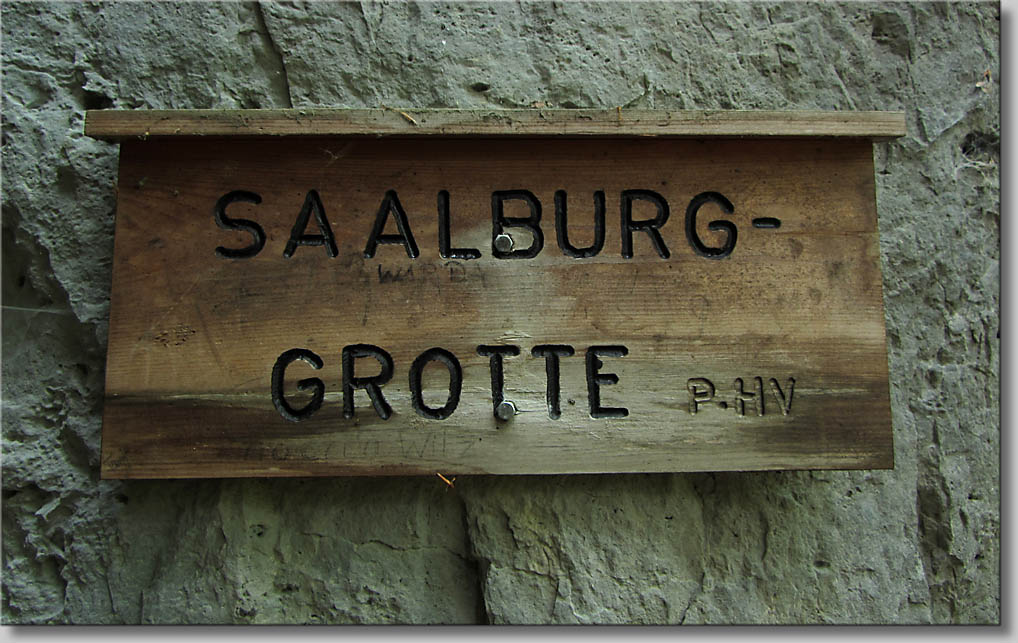 SAALBURG-
GROTTE P.HV